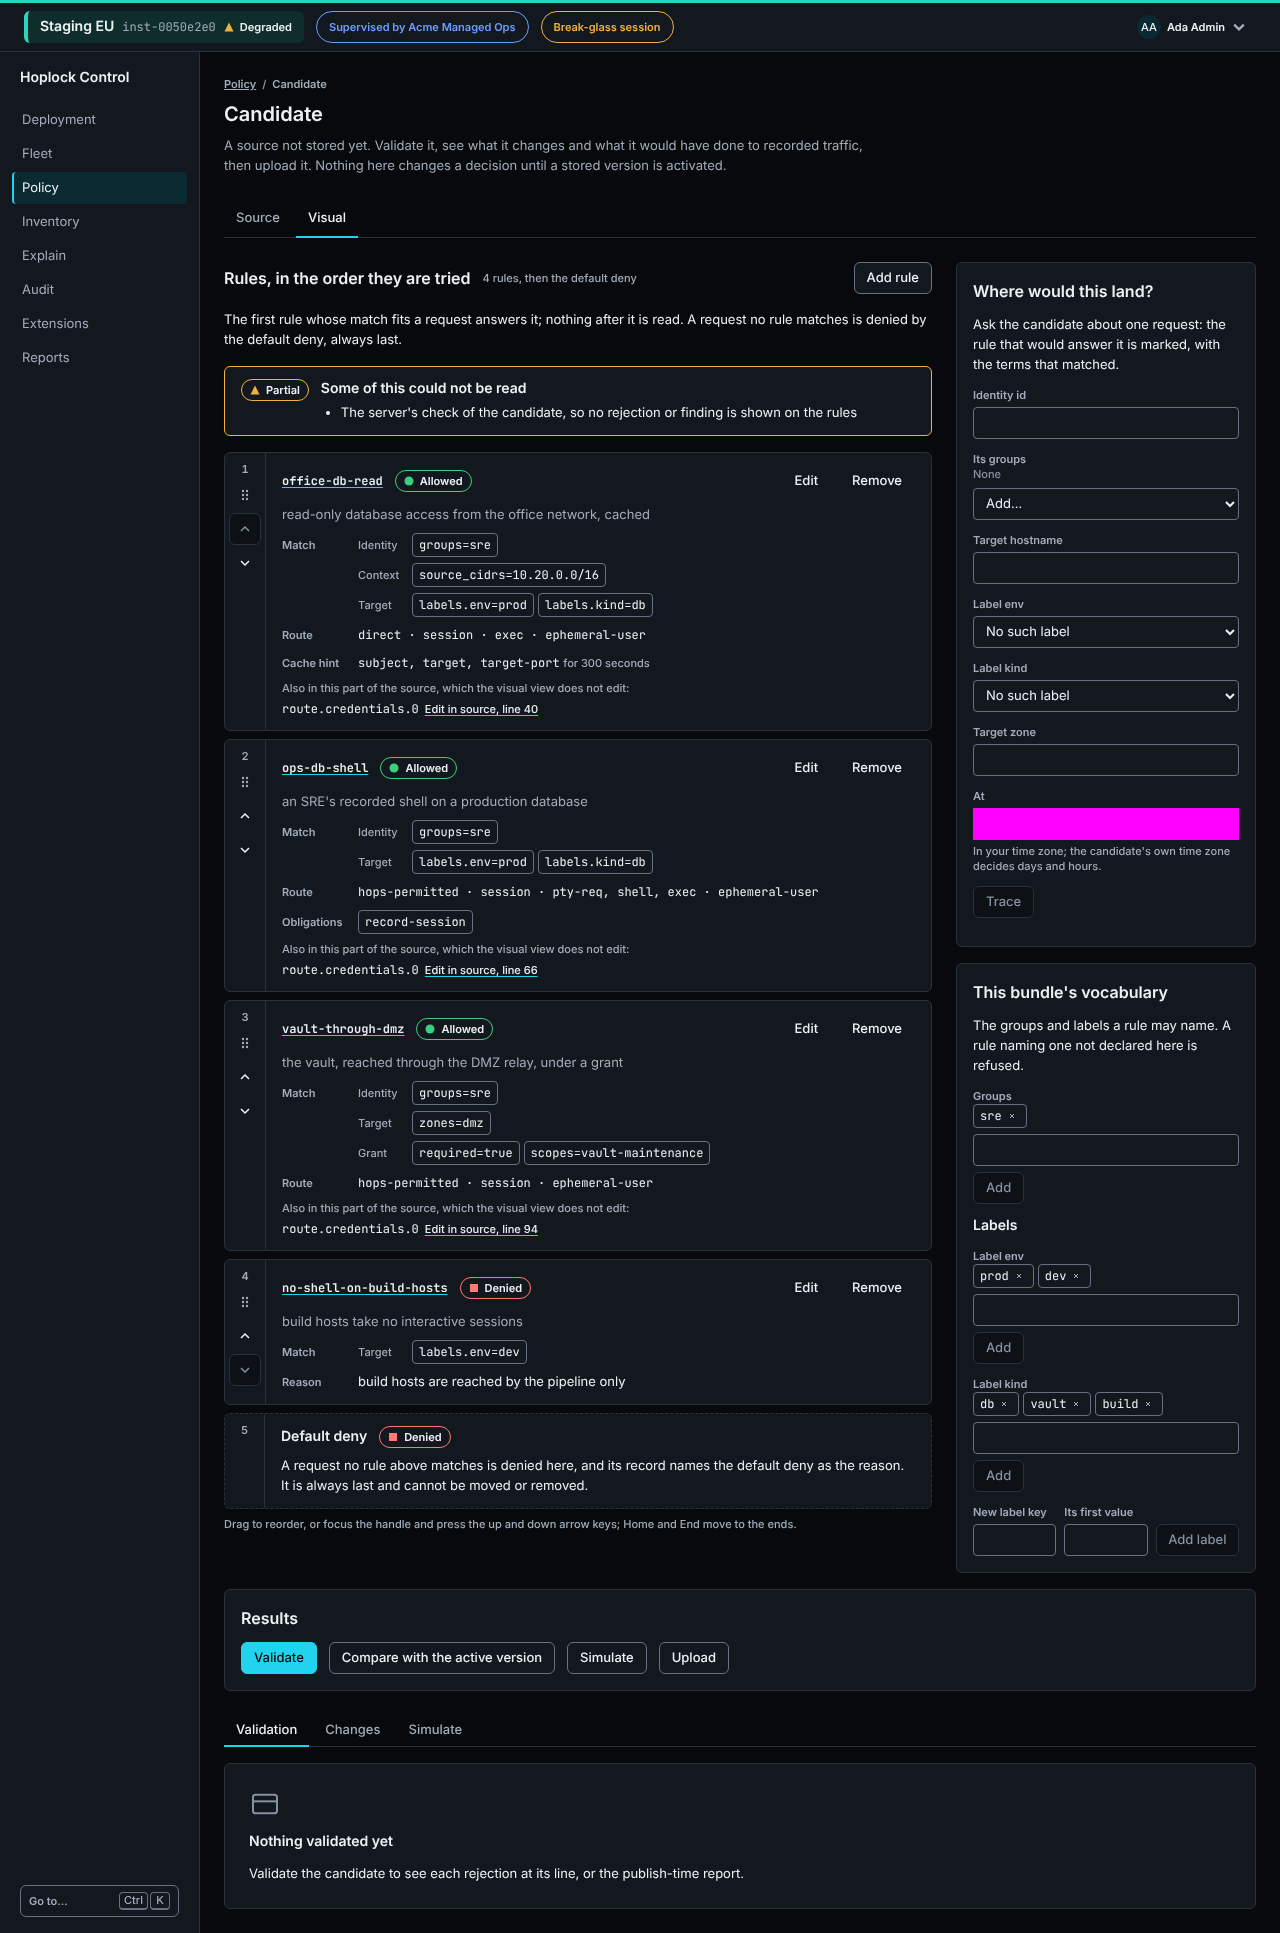 Staging EU inst-0050e2e0 Degraded
Supervised by Acme Managed Ops
Break-glass session
AA Ada Admin
Hoplock Control
Deployment
Fleet
Policy
Inventory
Explain
Audit
Extensions
Reports
Go to...
Ctrl K
Policy / Candidate
Candidate
A source not stored yet. Validate it, see what it changes and what it would have done to recorded traffic,
then upload it. Nothing here changes a decision until a stored version is activated.
Source Visual
Rules, in the order they are tried 4 rules, then the default deny
Add rule
The first rule whose match fits a request answers it; nothing after it is read. A request no rule matches is denied by
the default deny, always last.
Partial Some of this could not be read
• The server's check of the candidate, so no rejection or finding is shown on the rules
1
office-db-read Allowed Edit Remove
read-only database access from the office network, cached
Match Identity groups=sre
Context source_cidrs=10.20.0.0/16
Target labels.env=prod labels.kind=db
Route direct · session · exec · ephemeral-user
Cache hint subject, target, target-port for 300 seconds
Also in this part of the source, which the visual view does not edit:
route.credentials.0 Edit in source, line 40
2
ops-db-shell Allowed Edit Remove
an SRE's recorded shell on a production database
Match Identity groups=sre
Target labels.env=prod labels.kind=db
Route hops-permitted · session · pty-req, shell, exec · ephemeral-user
Obligations record-session
Also in this part of the source, which the visual view does not edit:
route.credentials.0 Edit in source, line 66
3
vault-through-dmz Allowed Edit Remove
the vault, reached through the DMZ relay, under a grant
Match Identity groups=sre
Target zones=dmz
Grant required=true scopes=vault-maintenance
Route hops-permitted · session · ephemeral-user
Also in this part of the source, which the visual view does not edit:
route.credentials.0 Edit in source, line 94
4
no-shell-on-build-hosts Denied Edit Remove
build hosts take no interactive sessions
Match Target labels.env=dev
Reason build hosts are reached by the pipeline only
5
Default deny Denied
A request no rule above matches is denied here, and its record names the default deny as the reason.
It is always last and cannot be moved or removed.
Drag to reorder, or focus the handle and press the up and down arrow keys; Home and End move to the ends.
Where would this land?
Ask the candidate about one request: the
rule that would answer it is marked, with
the terms that matched.
Identity id
Its groups
None
Add...
Target hostname
Label env
No such label
Label kind
No such label
Target zone
At
In your time zone; the candidate's own time zone
decides days and hours.
Trace
This bundle's vocabulary
The groups and labels a rule may name. A
rule naming one not declared here is
refused.
Groups
sre ×
Add
Labels
Label env
prod × dev ×
Add
Label kind
db × vault × build ×
Add
New label key Its first value
Add label
Results
Validate Compare with the active version Simulate Upload
Validation Changes Simulate
Nothing validated yet
Validate the candidate to see each rejection at its line, or the publish-time report.